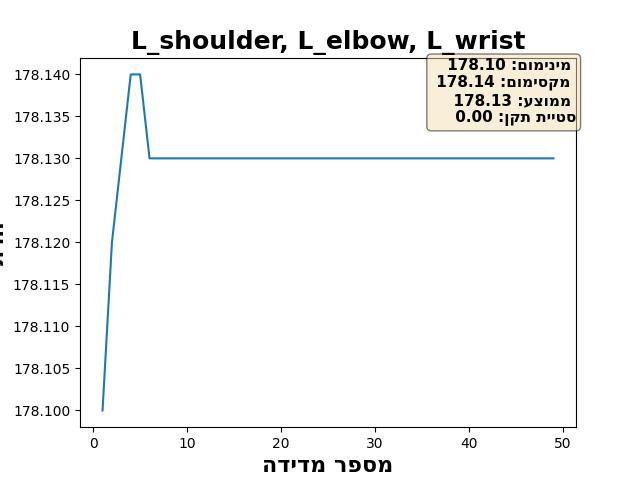 L_shoulder, L_elbow, L_wrist
מינימום: 178.10
מקסימום: 178.14
ממוצע: 178.13
סטיית תקן: 0.00
178.140
178.135
178.130
178.125
178.120
178.115
178.110
178.105
178.100
0 10 20 30 40 50
מספר מדידה